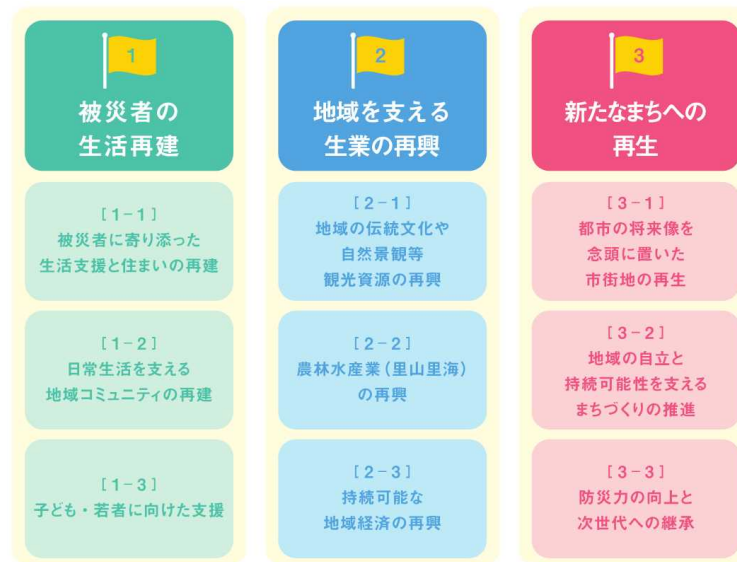 1
被災者の
生活再建
[1-1]
被災者に寄り添った
生活支援と住まいの再建
[1-2]
日常生活を支える
地域コミュニティの再建
[1-3]
子ども・若者に向けた支援
2
地域を支える
生業の再興
[2-1]
地域の伝統文化や
自然景観等
観光資源の再興
[2-2]
農林水産業(里山里海)
の再興
[2-3]
持続可能な
地域経済の再興
3
新たなまちへの
再生
[3-1]
都市の将来像を
念頭に置いた
市街地の再生
[3-2]
地域の自立と
持続可能性を支える
まちづくりの推進
[3-3]
防災力の向上と
次世代への継承